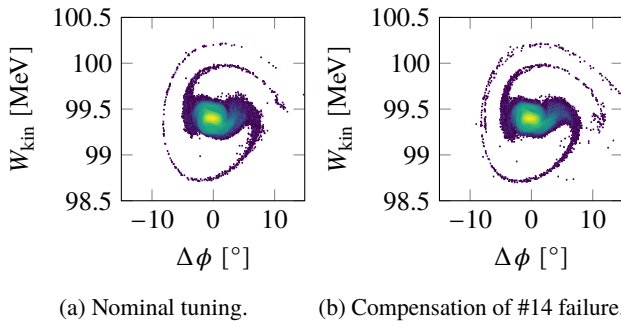 100.5
100
99.5
99
98.5
W_kin [MeV]
−10 0 10
Δϕ [°]
(a) Nominal tuning.
100.5
100
99.5
99
98.5
W_kin [MeV]
−10 0 10
Δϕ [°]
(b) Compensation of #14 failure.